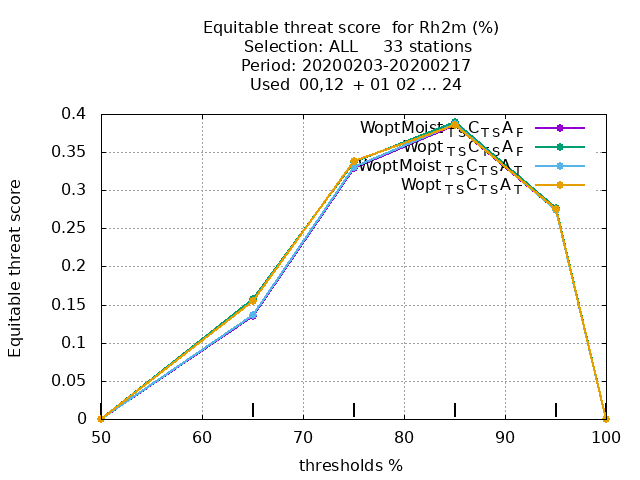 Equitable threat score  for Rh2m (%)
Selection: ALL     33 stations
Period: 20200203-20200217
Used  00,12  + 01 02 ... 24
Equitable threat score
0.4
0.35
0.3
0.25
0.2
0.15
0.1
0.05
0
WoptMoist TS C TS A F
Wopt TS C TS A F
WoptMoist TS C TS A T
Wopt TS C TS A T
50 60 70 80 90 100
thresholds %